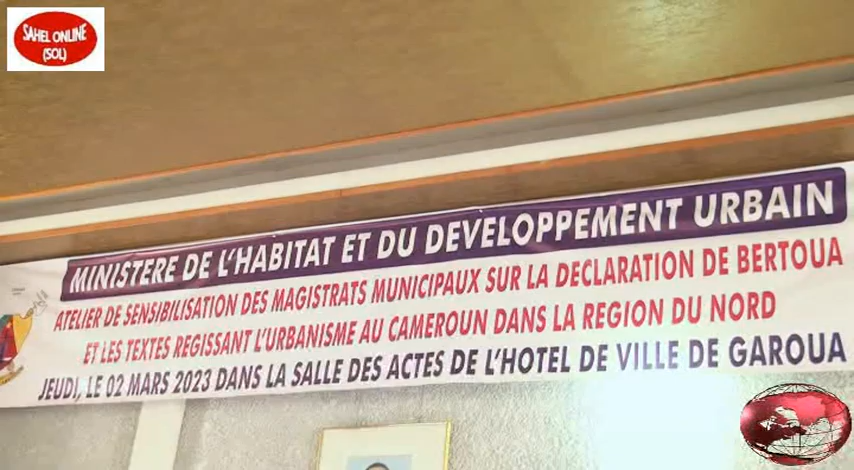 SAHEL ONLINE
(SOL)
MINISTERE DE L'HABITAT ET DU DEVELOPPEMENT URBAIN
ATELIER DE SENSIBILISATION DES MAGISTRATS MUNICIPAUX SUR LA DECLARATION DE BERTOUA
ET LES TEXTES REGISSANT L'URBANISME AU CAMEROUN DANS LA REGION DU NORD
JEUDI, LE 02 MARS 2023 DANS LA SALLE DES ACTES DE L'HOTEL DE VILLE DE GAROUA